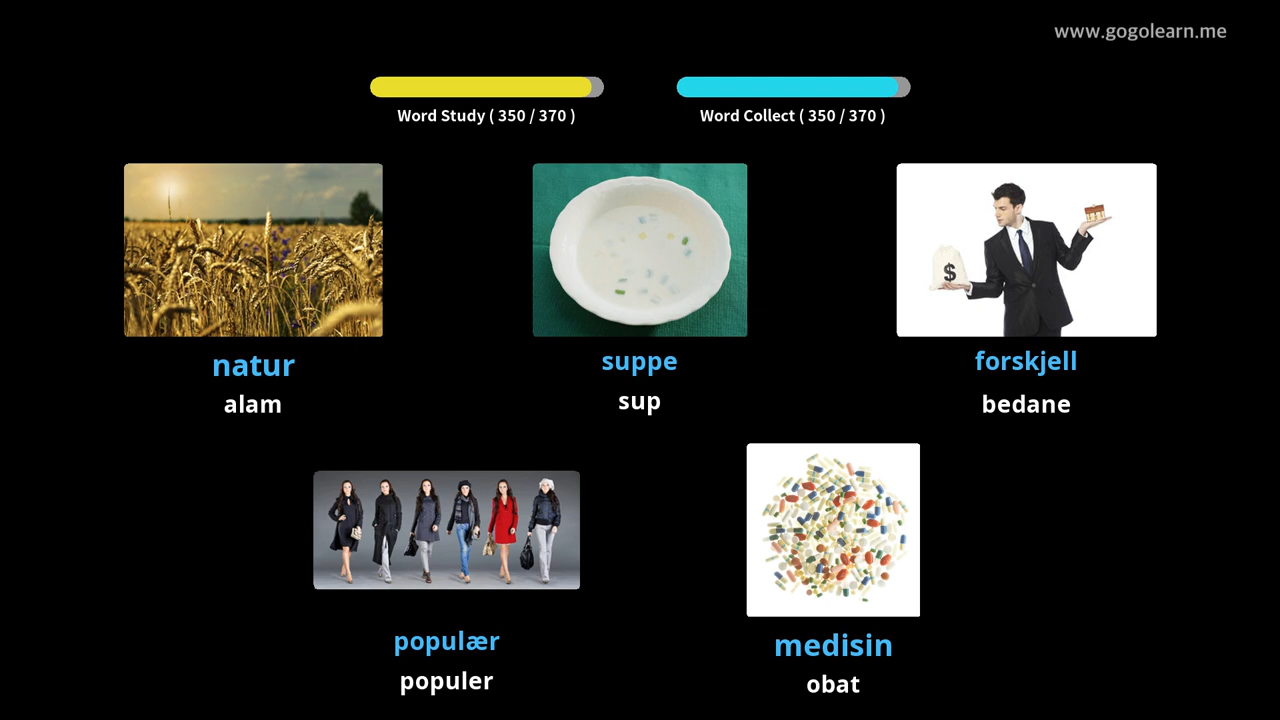 www.gogolearn.me
Word Study ( 350 / 370 )
Word Collect ( 350 / 370 )
natur
alam
suppe
sup
forskjell
bedane
$
populær
populer
medisin
obat